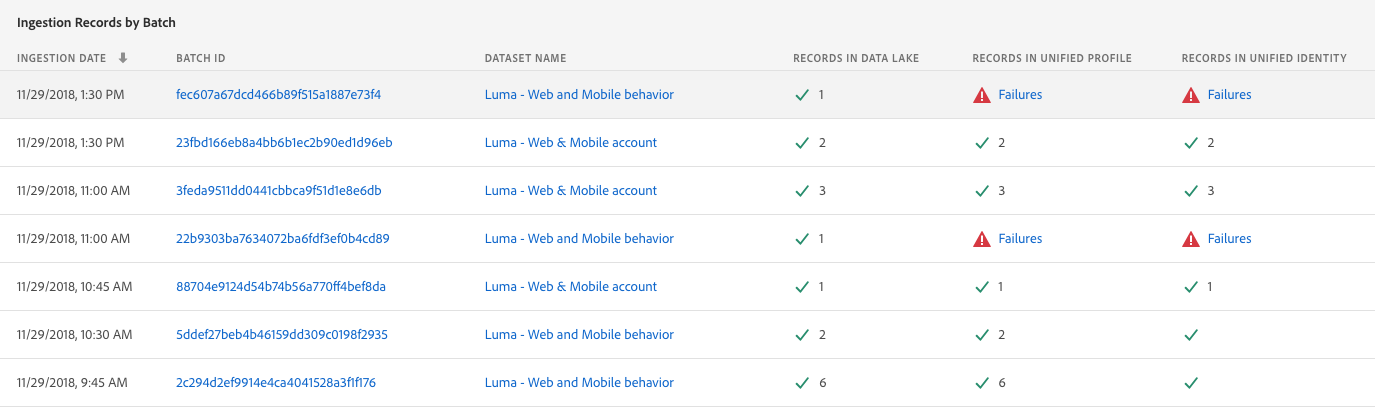 Ingestion Records by Batch
INGESTION DATE BATCH ID DATASET NAME RECORDS IN DATA LAKE RECORDS IN UNIFIED PROFILE RECORDS IN UNIFIED IDENTITY
11/29/2018, 1:30 PM fec607a67dcd466b89f515a1887e73f4 Luma - Web and Mobile behavior 1 Failures Failures
11/29/2018, 1:30 PM 23fbd166eb8a4bb6b1ec2b90ed1d96eb Luma - Web & Mobile account 2 2 2
11/29/2018, 11:00 AM 3feda9511dd0441cbbca9f51d1e8e6db Luma - Web & Mobile account 3 3 3
11/29/2018, 11:00 AM 22b9303ba7634072ba6fdf3ef0b4cd89 Luma - Web and Mobile behavior 1 Failures Failures
11/29/2018, 10:45 AM 88704e9124d54b74b56a770ff4bef8da Luma - Web & Mobile account 1 1 1
11/29/2018, 10:30 AM 5ddef27beb4b46159dd309c0198f2935 Luma - Web and Mobile behavior 2 2
11/29/2018, 9:45 AM 2c294d2ef9914e4ca4041528a3f1f176 Luma - Web and Mobile behavior 6 6